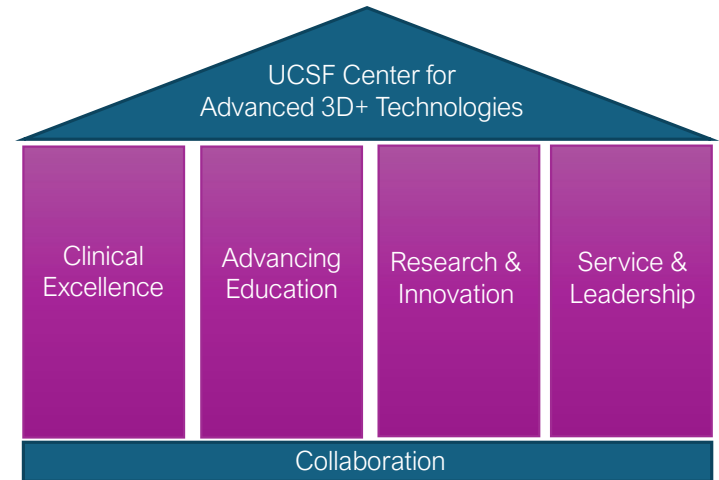 UCSF Center for
Advanced 3D+ Technologies
Clinical
Excellence
Advancing
Education
Research &
Innovation
Service &
Leadership
Collaboration